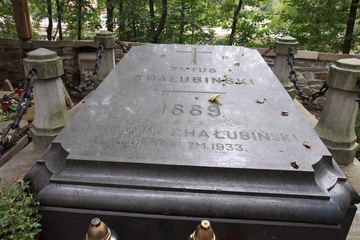 TYTUS
CHAŁUBIŃSKI
1889
CHAŁUBIŃSKI
ZM. 1933.